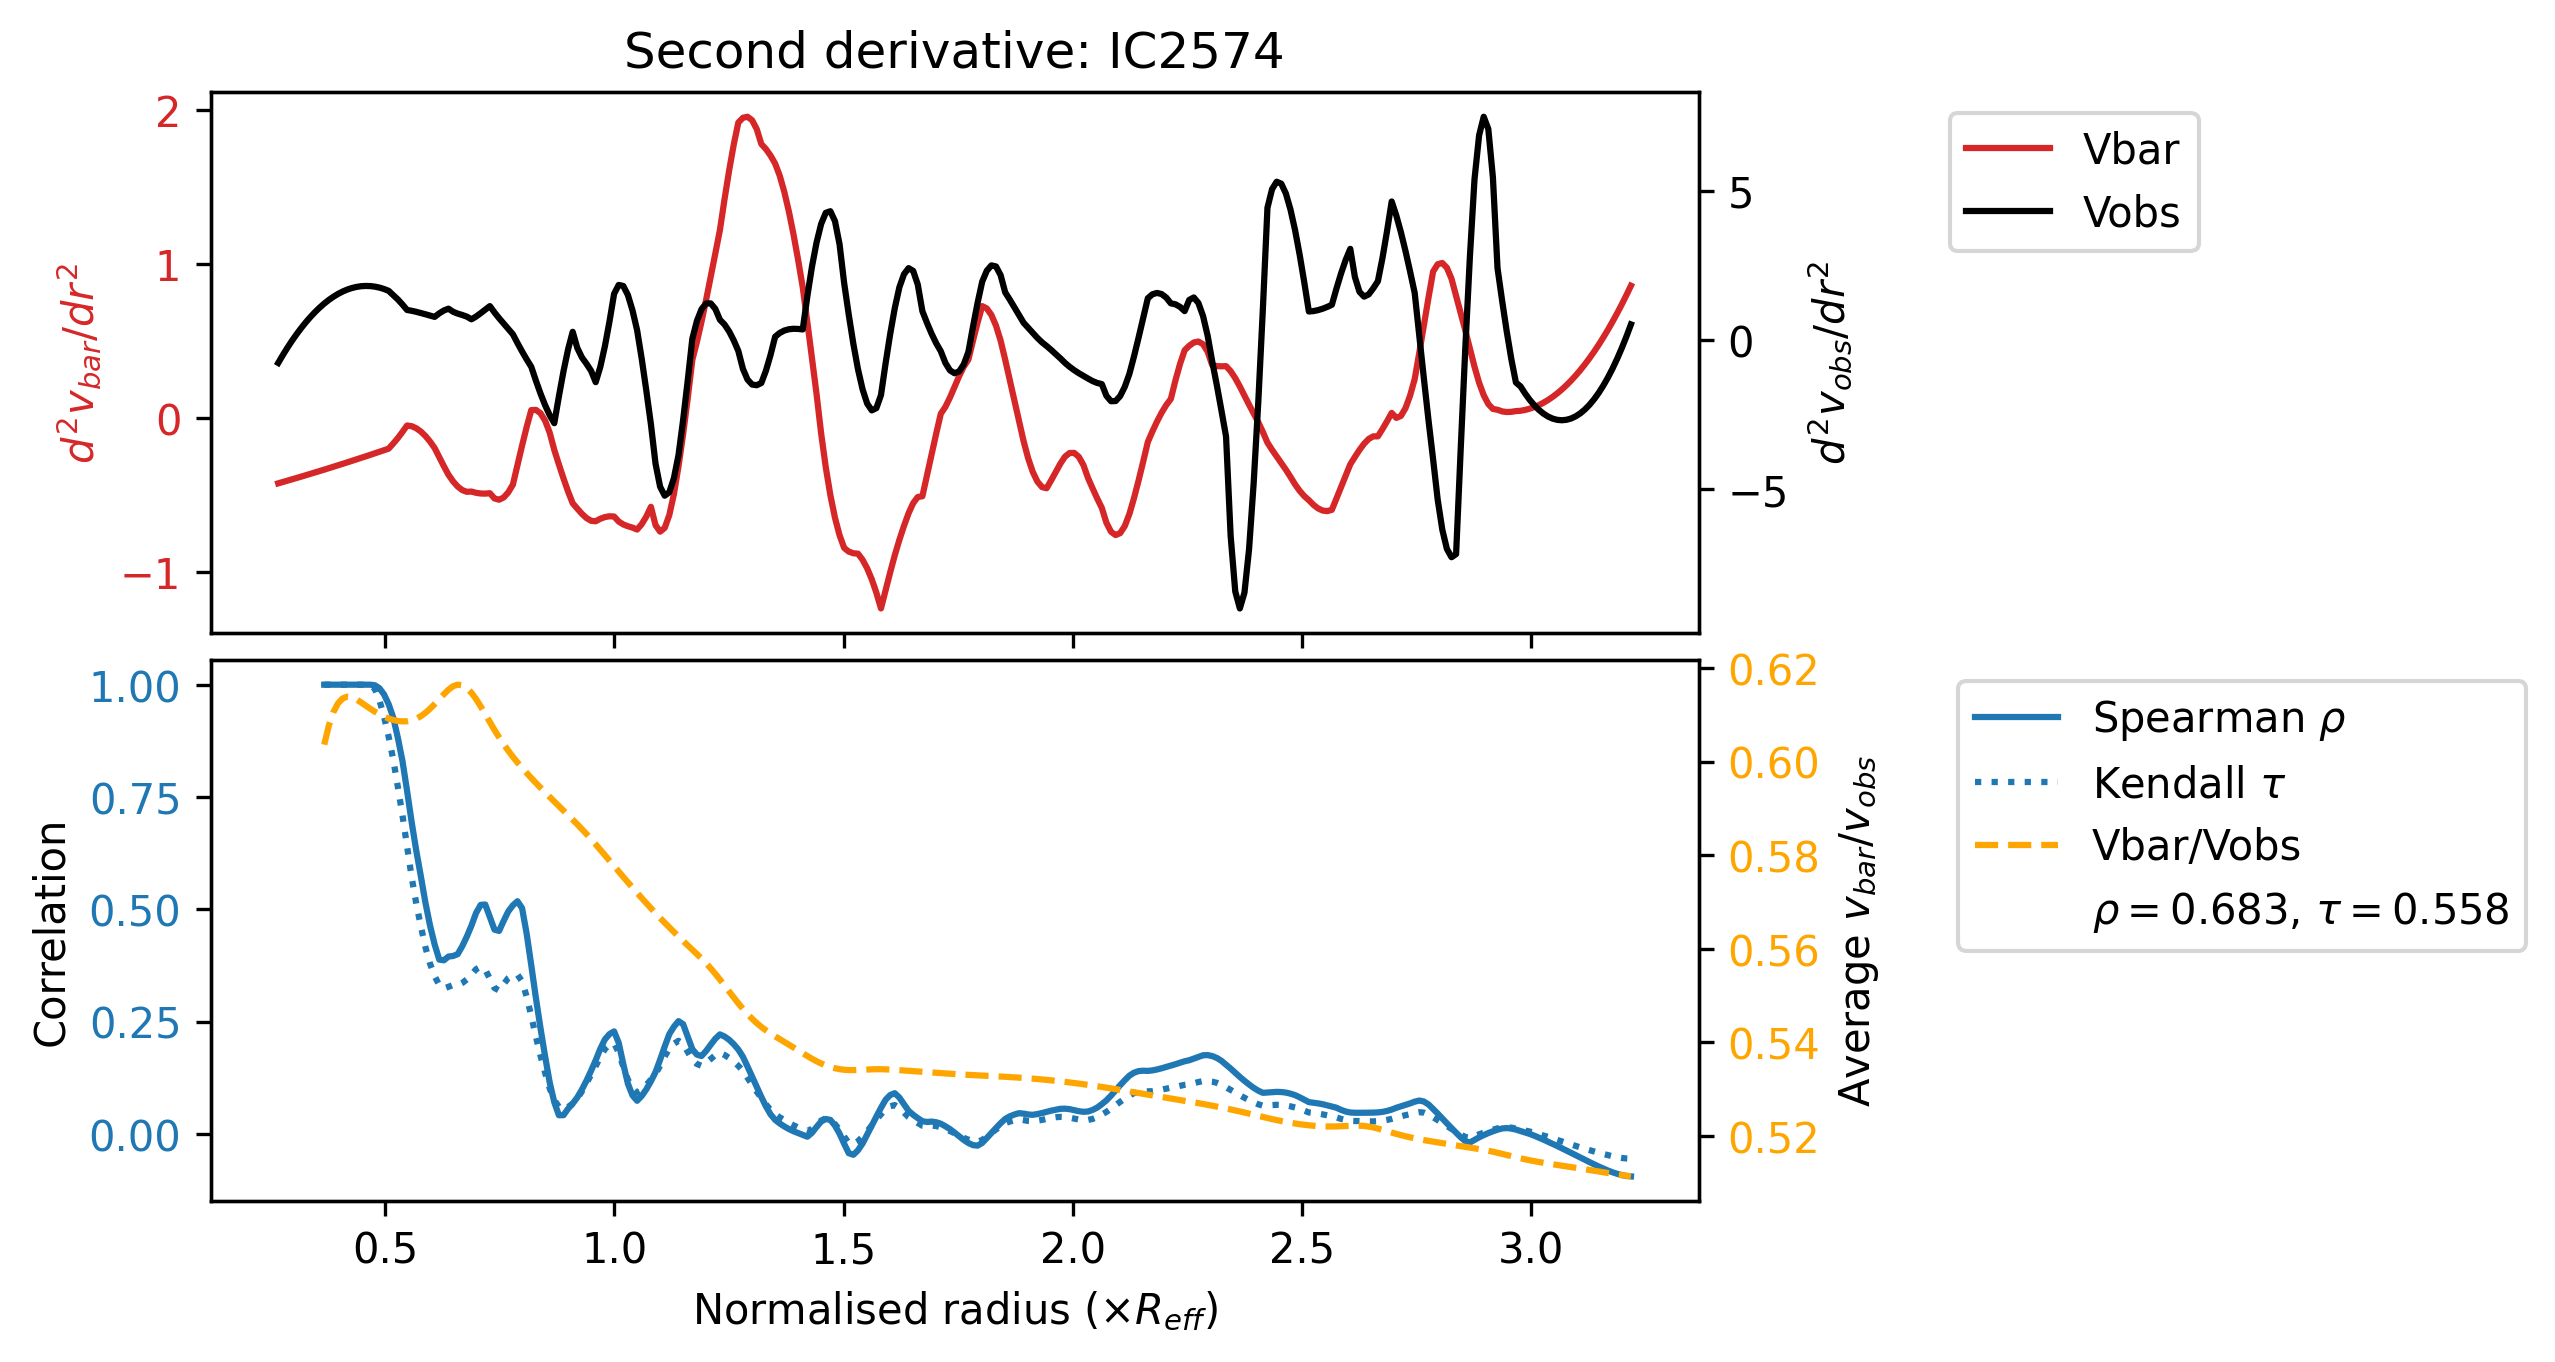 Second derivative: IC2574
2
1
0
−1
d²v_bar/dr²
5
0
−5
d²v_obs/dr²
Vbar
Vobs
1.00
0.75
0.50
0.25
0.00
Correlation
0.62
0.60
0.58
0.56
0.54
0.52
Average v_bar/v_obs
Spearman ρ
Kendall τ
Vbar/Vobs
ρ = 0.683, τ = 0.558
0.5 1.0 1.5 2.0 2.5 3.0
Normalised radius (×R_eff)